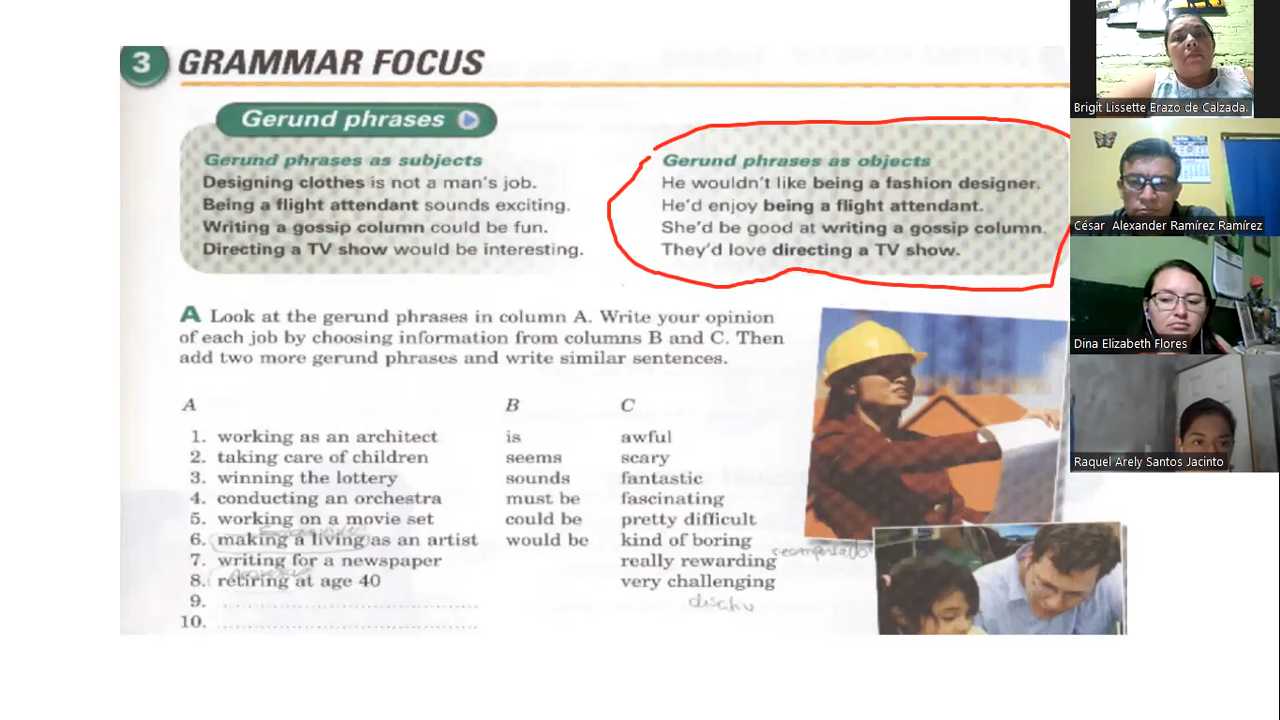 3 GRAMMAR FOCUS
Gerund phrases
Gerund phrases as subjects
Designing clothes is not a man's job.
Being a flight attendant sounds exciting.
Writing a gossip column could be fun.
Directing a TV show would be interesting.
Gerund phrases as objects
He wouldn't like being a fashion designer.
He'd enjoy being a flight attendant.
She'd be good at writing a gossip column.
They'd love directing a TV show.
A Look at the gerund phrases in column A. Write your opinion
of each job by choosing information from columns B and C. Then
add two more gerund phrases and write similar sentences.
A B C
1. working as an architect is awful
2. taking care of children seems scary
3. winning the lottery sounds fantastic
4. conducting an orchestra must be fascinating
5. working on a movie set could be pretty difficult
6. making a living as an artist would be kind of boring
7. writing for a newspaper really rewarding
8. retiring at age 40 very challenging
9.
10.
Brigit Lissette Erazo de Calzada.
César Alexander Ramírez Ramírez
Dina Elizabeth Flores
Raquel Arely Santos Jacinto